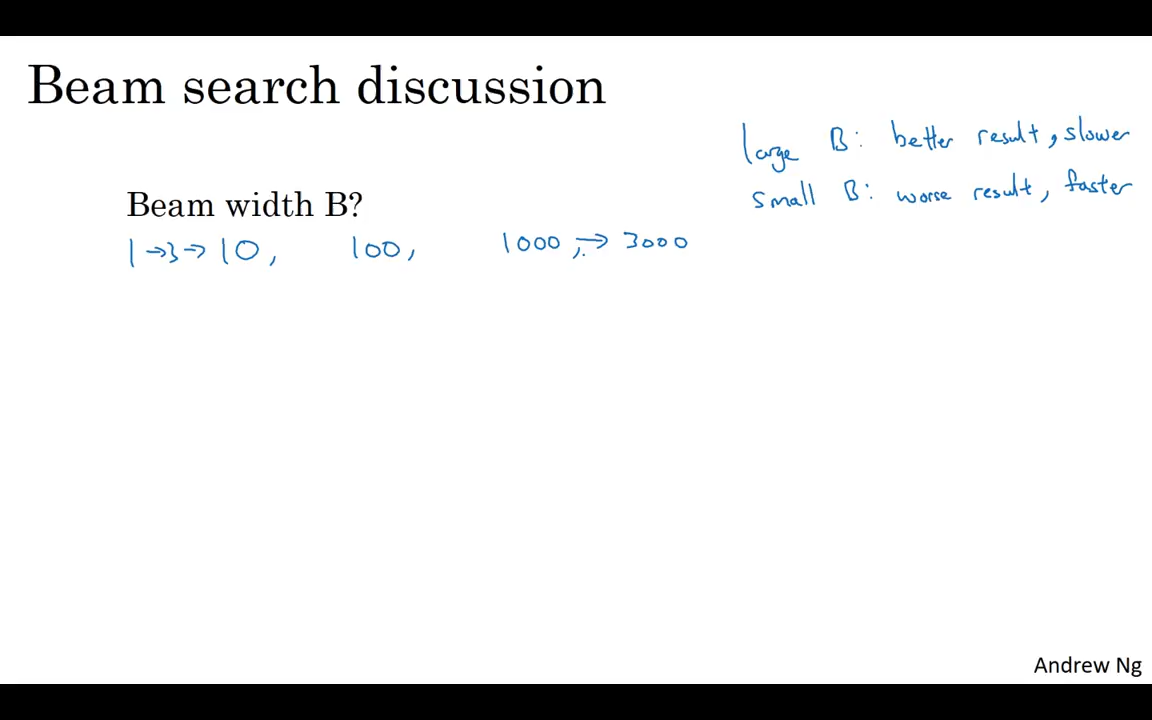 Beam search discussion
large B: better result, slower
small B: worse result, faster
Beam width B?
1 → 3 → 10, 100, 1000, → 3000
Andrew Ng